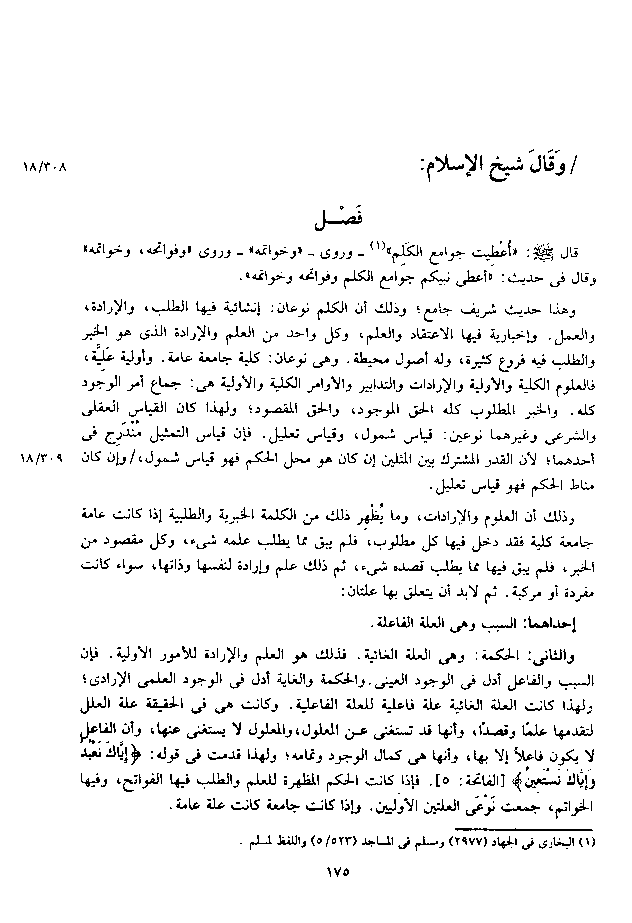 / وَقَالَ شيخ الإسلام: ١٨/٣٠٨
فَصْــل
قال ﷺ: «أُعْطِيت جوامع الكَلِم»(١) ـ وروى ـ «وخواتمه» ـ وروى «وفواتحه، وخواتمه»
وقال فى حديث: «أعطى نبيكم جوامع الكلم وفواتحه وخواتمه».
وهذا حديث شريف جامع؛ وذلك أن الكلم نوعان: إنشائية فيها الطلب، والإرادة،
والعمل. وإخبارية فيها الاعتقاد والعلم، وكل واحد من العلم والإرادة الذى هو الخبر
والطلب فيه فروع كثيرة، وله أصول محيطة. وهى نوعان: كلية جامعة عامة. وأولية عَلِيَّة،
فالعلوم الكلية والأولية والإرادات والتدابير والأوامر الكلية والأولية هى: جماع أمر الوجود
كله. والخبر المطلوب كله الحق الموجود، والحق المقصود؛ ولهذا كان القياس العقلى
والشرعى وغيرهما نوعين: قياس شمول، وقياس تعليل. فإن قياس التمثيل مُنْدَرِج فى
أحدهما؛ لأن القدر المشترك بين المثلين إن كان هو محل الحكم فهو قياس شمول،/ وإن كان ١٨/٣٠٩
مناط الحكم فهو قياس تعليل.
وذلك أن العلوم والإرادات، وما يُظْهِر ذلك من الكلمة الخبرية والطلبية إذا كانت عامة
جامعة كلية فقد دخل فيها كل مطلوب، فلم يبق مما يطلب علمه شىء، وكل مقصود من
الخبر، فلم يبق فيها مما يطلب قصده شىء، ثم ذلك علم وإرادة لنفسها وذاتها، سواء كانت
مفردة أو مركبة. ثم لابد أن يتعلق بها علتان:
إحداهما: السبب وهى العلة الفاعلة.
والثانى: الحكمة: وهى العلة الغائية. فذلك هو العلم والإرادة للأمور الأولية. فإن
السبب والفاعل أدل فى الوجود العينى.والحكمة والغاية أدل فى الوجود العلمى الإرادى؛
ولهذا كانت العلة الغائية علة فاعلية للعلة الفاعلية. وكانت هى فى الحقيقة علة العلل
لتقدمها علمًا وقصدًا، وأنها قد تستغنى عـن المعلول،والمعلول لا يستغنى عنها، وأن الفاعل
لا يكون فاعلاً إلا بها، وأنها هى كمال الوجود وتمامه؛ ولهذا قدمت فى قوله: ﴿إِيَّاكَ نَعْبُدُ
وَإِيَّاكَ نَسْتَعِينُ﴾ [الفاتحة: ٥]. فإذا كانت الحكم المظهرة للعلم والطلب فيها الفواتح، وفيها
الخواتم، جمعت نَوْعَى العلتين الأوليين. وإذا كانت جامعة كانت علة عامة.
(١) البخارى فى الجهاد (٢٩٧٧) ومسلم فى المساجد (٥/٥٢٣) واللفظ لمسلم .
١٧٥